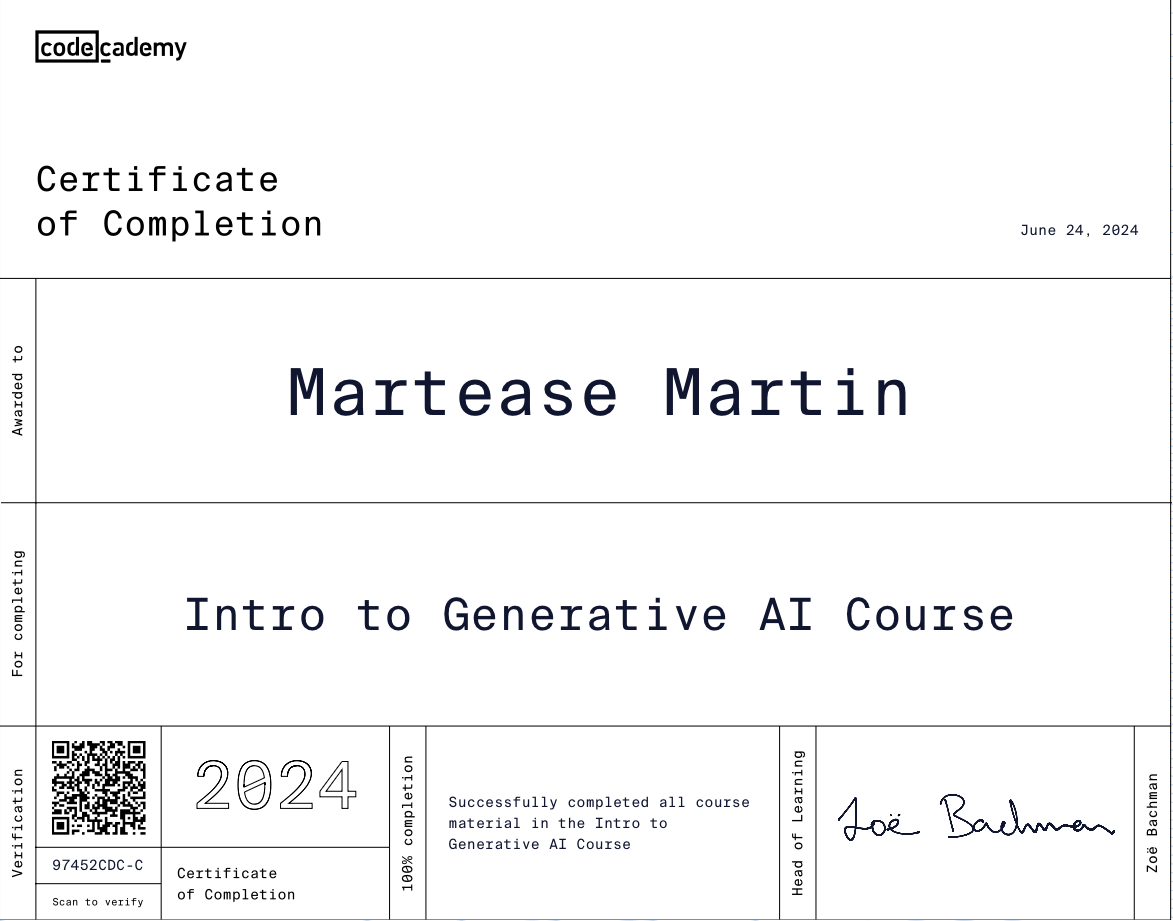 codecademy
Certificate
of Completion
June 24, 2024
Awarded to
Martease Martin
For completing
Intro to Generative AI Course
Verification
97452CDC-C
Scan to verify
2024
Certificate
of Completion
100% completion
Successfully completed all course
material in the Intro to
Generative AI Course
Head of Learning
Zoë Bachman
Zoë Bachman